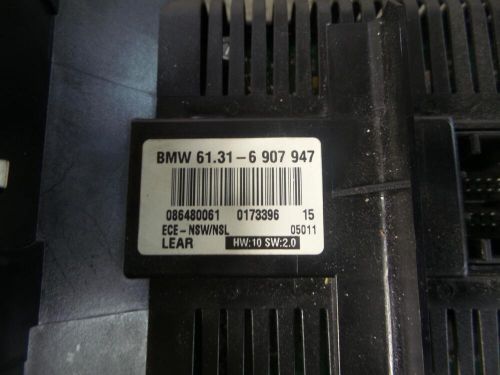 BMW 61.31-6 907 947
086480061 0173396 15
ECE-NSW/NSL 05011
LEAR HW:10 SW:2.0